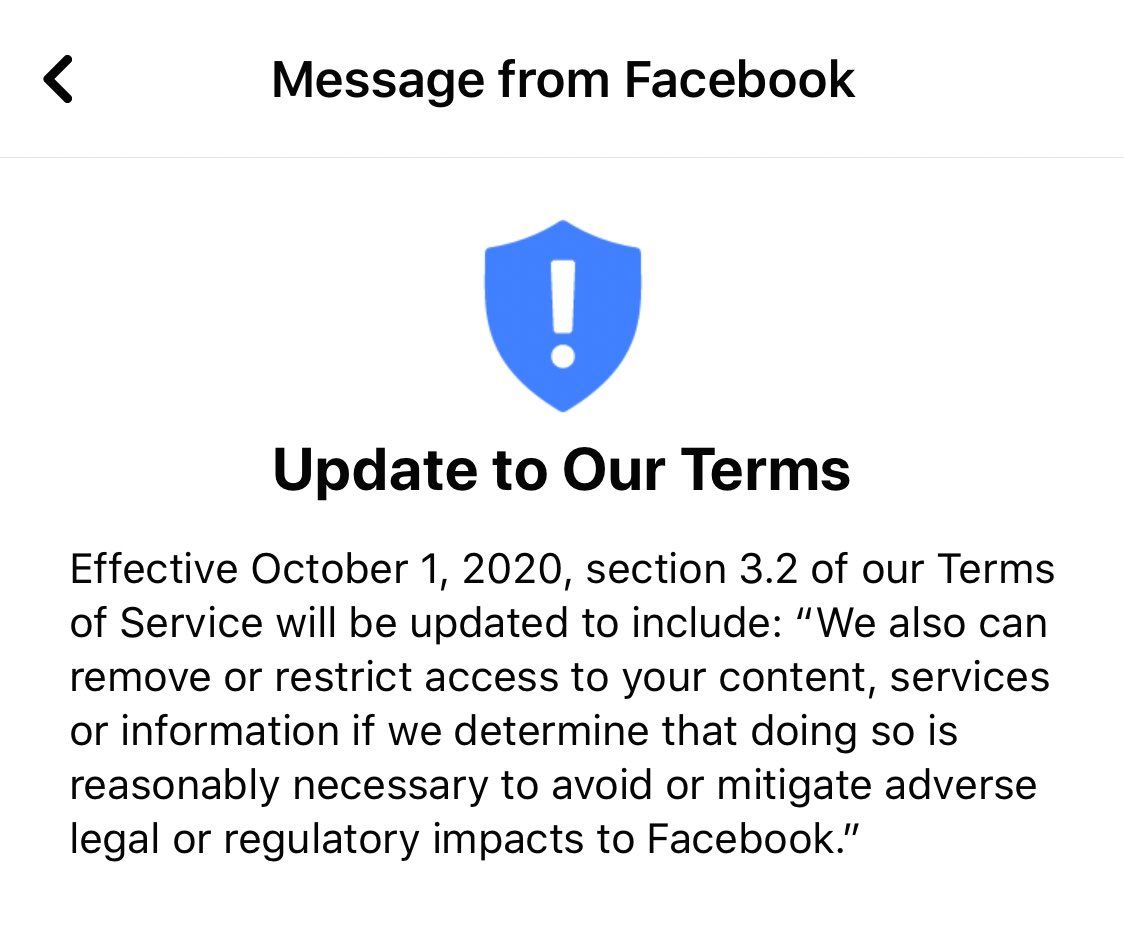 Message from Facebook
Update to Our Terms
Effective October 1, 2020, section 3.2 of our Terms
of Service will be updated to include: “We also can
remove or restrict access to your content, services
or information if we determine that doing so is
reasonably necessary to avoid or mitigate adverse
legal or regulatory impacts to Facebook.”